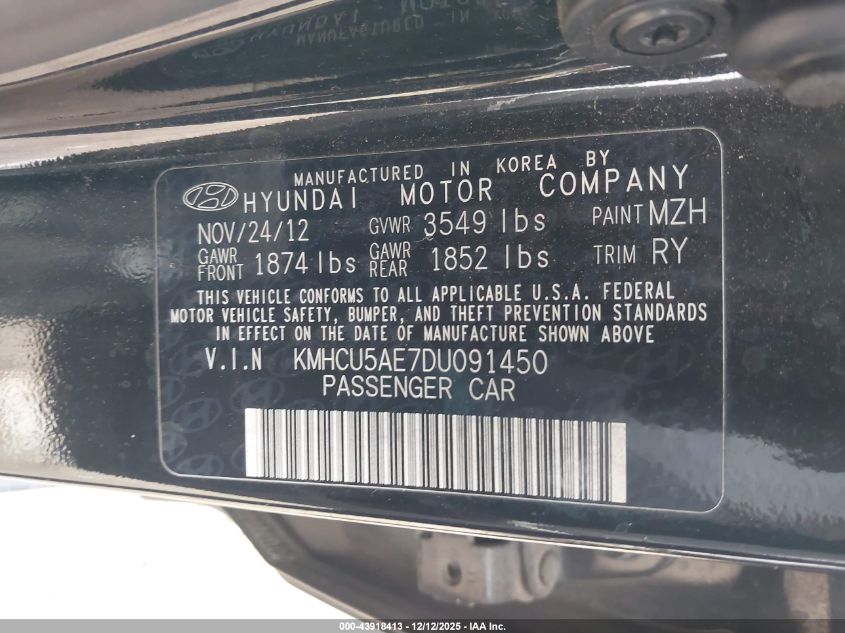 MANUFACTURED IN KOREA BY
HYUNDAI MOTOR COMPANY
NOV/24/12 GVWR 3549 lbs PAINT MZH
GAWR FRONT 1874 lbs GAWR REAR 1852 lbs TRIM RY
THIS VEHICLE CONFORMS TO ALL APPLICABLE U.S.A. FEDERAL
MOTOR VEHICLE SAFETY, BUMPER, AND THEFT PREVENTION STANDARDS
IN EFFECT ON THE DATE OF MANUFACTURE SHOWN ABOVE
V.I.N KMHCU5AE7DU091450
PASSENGER CAR
000-43918413 - 12/12/2025 - IAA Inc.